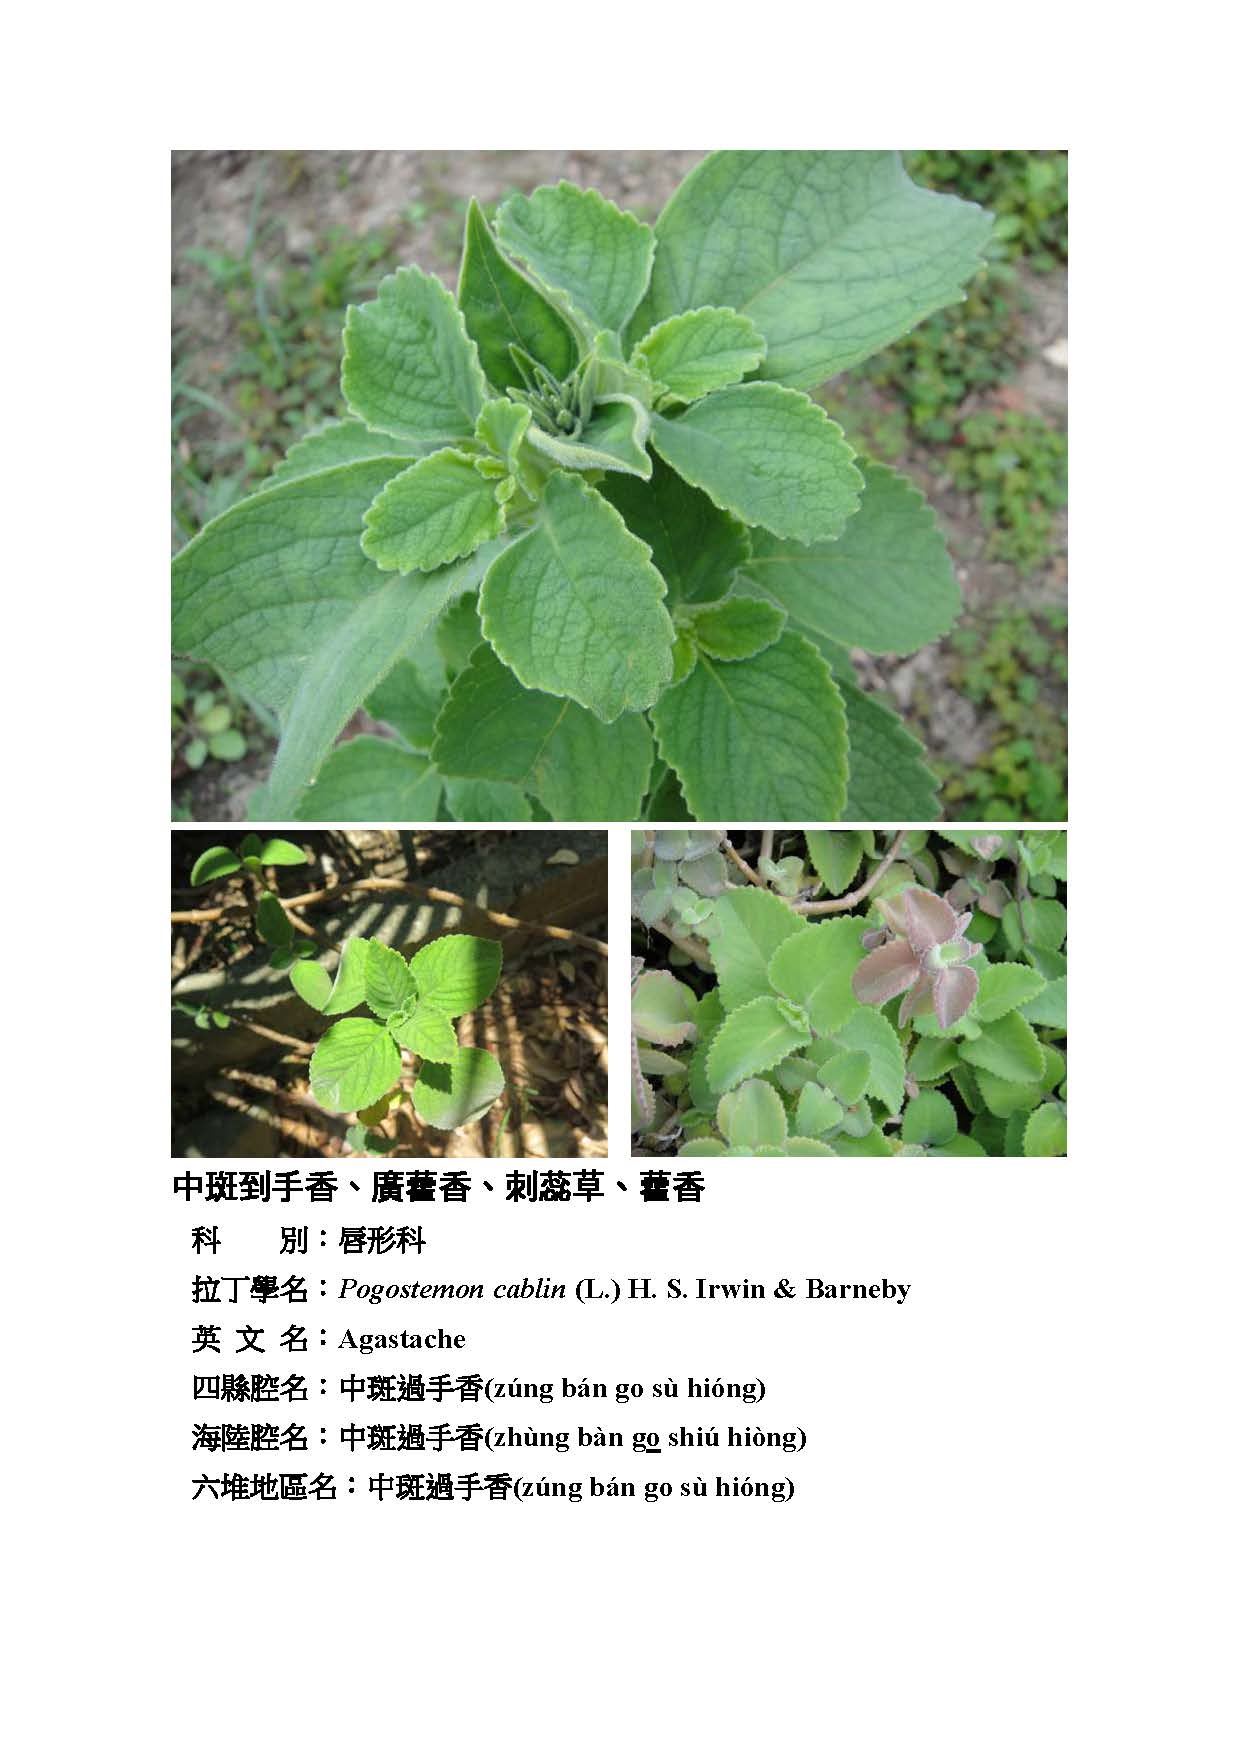 中斑到手香、廣藿香、刺蕊草、藿香
科　　別：唇形科
拉丁學名：Pogostemon cablin (L.) H. S. Irwin & Barneby
英 文 名：Agastache
四縣腔名：中斑過手香(zúng bán go sù hióng)
海陸腔名：中斑過手香(zhùng bàn go shiú hiòng)
六堆地區名：中斑過手香(zúng bán go sù hióng)